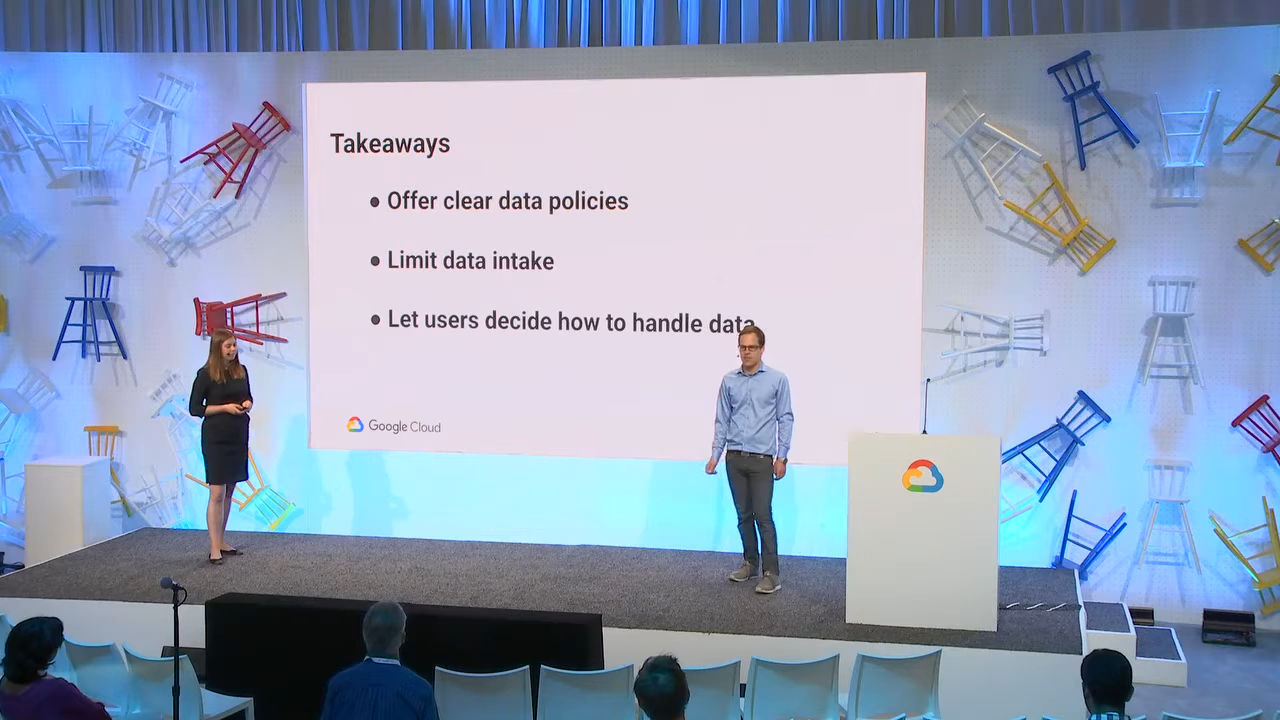 Takeaways
● Offer clear data policies
● Limit data intake
● Let users decide how to handle data
Google Cloud